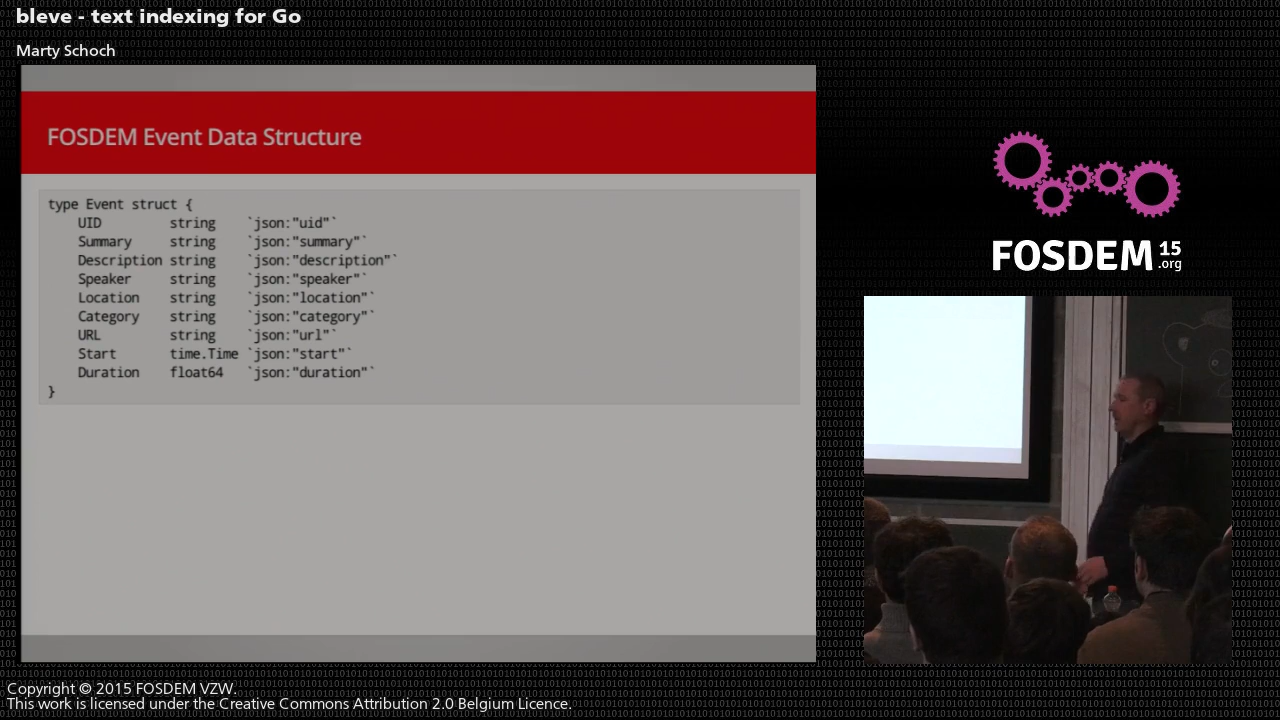 bleve - text indexing for Go
Marty Schoch
FOSDEM Event Data Structure
type Event struct {
    UID         string    `json:"uid"`
    Summary     string    `json:"summary"`
    Description string    `json:"description"`
    Speaker     string    `json:"speaker"`
    Location    string    `json:"location"`
    Category    string    `json:"category"`
    URL         string    `json:"url"`
    Start       time.Time `json:"start"`
    Duration    float64   `json:"duration"`
}
FOSDEM 15
.org
Copyright © 2015 FOSDEM VZW.
This work is licensed under the Creative Commons Attribution 2.0 Belgium Licence.